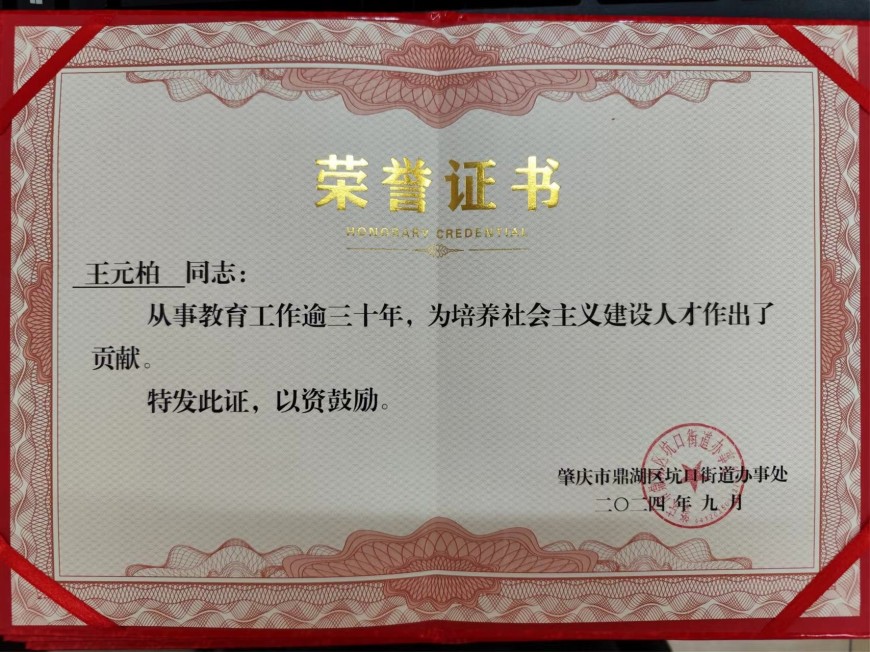 荣誉证书
HONORARY CREDENTIAL
王元柏 同志：
从事教育工作逾三十年，为培养社会主义建设人才作出了
贡献。
特发此证，以资鼓励。
肇庆市鼎湖区坑口街道办事处
二〇二四年九月